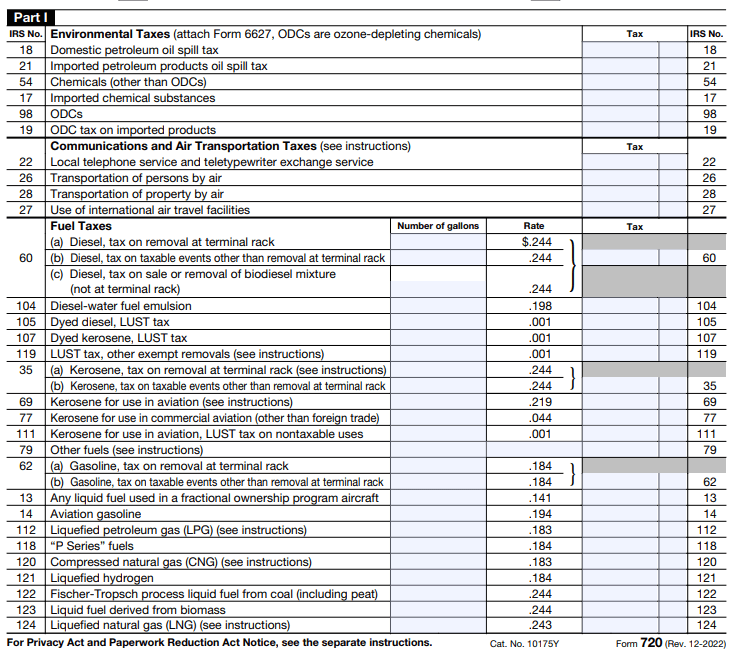 Part I
IRS No. Environmental Taxes (attach Form 6627, ODCs are ozone-depleting chemicals) Tax IRS No.
18 Domestic petroleum oil spill tax 18
21 Imported petroleum products oil spill tax 21
54 Chemicals (other than ODCs) 54
17 Imported chemical substances 17
98 ODCs 98
19 ODC tax on imported products 19
Communications and Air Transportation Taxes (see instructions) Tax
22 Local telephone service and teletypewriter exchange service 22
26 Transportation of persons by air 26
28 Transportation of property by air 28
27 Use of international air travel facilities 27
Fuel Taxes Number of gallons Rate Tax
(a) Diesel, tax on removal at terminal rack $.244
60 (b) Diesel, tax on taxable events other than removal at terminal rack .244 60
(c) Diesel, tax on sale or removal of biodiesel mixture
(not at terminal rack) .244
104 Diesel-water fuel emulsion .198 104
105 Dyed diesel, LUST tax .001 105
107 Dyed kerosene, LUST tax .001 107
119 LUST tax, other exempt removals (see instructions) .001 119
35 (a) Kerosene, tax on removal at terminal rack (see instructions) .244
(b) Kerosene, tax on taxable events other than removal at terminal rack .244 35
69 Kerosene for use in aviation (see instructions) .219 69
77 Kerosene for use in commercial aviation (other than foreign trade) .044 77
111 Kerosene for use in aviation, LUST tax on nontaxable uses .001 111
79 Other fuels (see instructions) 79
62 (a) Gasoline, tax on removal at terminal rack .184
(b) Gasoline, tax on taxable events other than removal at terminal rack .184 62
13 Any liquid fuel used in a fractional ownership program aircraft .141 13
14 Aviation gasoline .194 14
112 Liquefied petroleum gas (LPG) (see instructions) .183 112
118 “P Series” fuels .184 118
120 Compressed natural gas (CNG) (see instructions) .183 120
121 Liquefied hydrogen .184 121
122 Fischer-Tropsch process liquid fuel from coal (including peat) .244 122
123 Liquid fuel derived from biomass .244 123
124 Liquefied natural gas (LNG) (see instructions) .243 124
For Privacy Act and Paperwork Reduction Act Notice, see the separate instructions. Cat. No. 10175Y Form 720 (Rev. 12-2022)